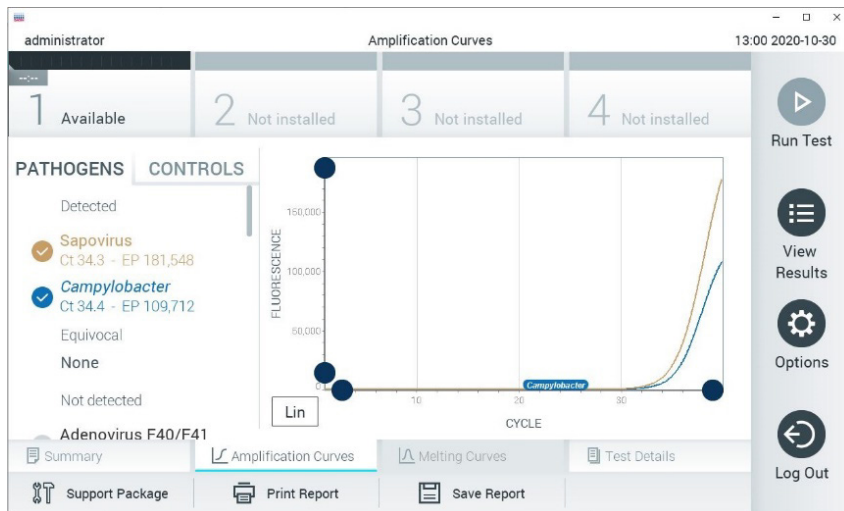 administrator
Amplification Curves
13:00 2020-10-30
--:--
1 Available
2 Not installed
3 Not installed
4 Not installed
Run Test
View
Results
Options
Log Out
PATHOGENS
CONTROLS
Detected
Sapovirus
Ct 34.3 - EP 181,548
Campylobacter
Ct 34.4 - EP 109,712
Equivocal
None
Not detected
Adenovirus F40/F41
FLUORESCENCE
150,000
100,000
50,000
0
Campylobacter
10
20
30
CYCLE
Lin
Summary
Amplification Curves
Melting Curves
Test Details
Support Package
Print Report
Save Report